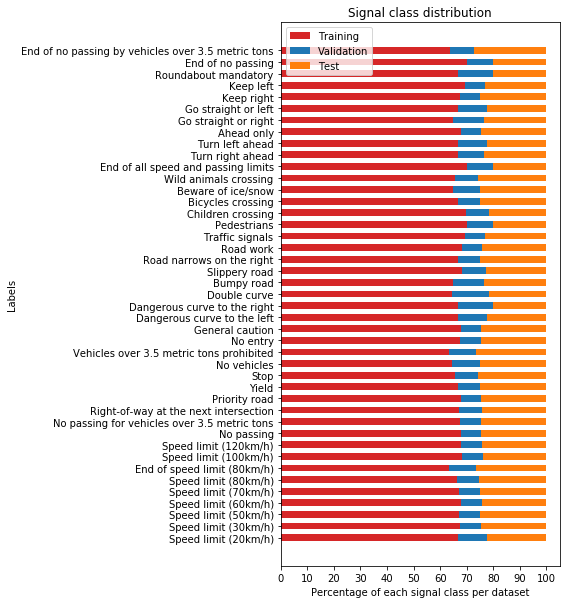 Signal class distribution
Training
Validation
Test
End of no passing by vehicles over 3.5 metric tons
End of no passing
Roundabout mandatory
Keep left
Keep right
Go straight or left
Go straight or right
Ahead only
Turn left ahead
Turn right ahead
End of all speed and passing limits
Wild animals crossing
Beware of ice/snow
Bicycles crossing
Children crossing
Pedestrians
Traffic signals
Road work
Road narrows on the right
Slippery road
Bumpy road
Double curve
Dangerous curve to the right
Dangerous curve to the left
General caution
No entry
Vehicles over 3.5 metric tons prohibited
No vehicles
Stop
Yield
Priority road
Right-of-way at the next intersection
No passing for vehicles over 3.5 metric tons
No passing
Speed limit (120km/h)
Speed limit (100km/h)
End of speed limit (80km/h)
Speed limit (80km/h)
Speed limit (70km/h)
Speed limit (60km/h)
Speed limit (50km/h)
Speed limit (30km/h)
Speed limit (20km/h)
Labels
0 10 20 30 40 50 60 70 80 90 100
Percentage of each signal class per dataset